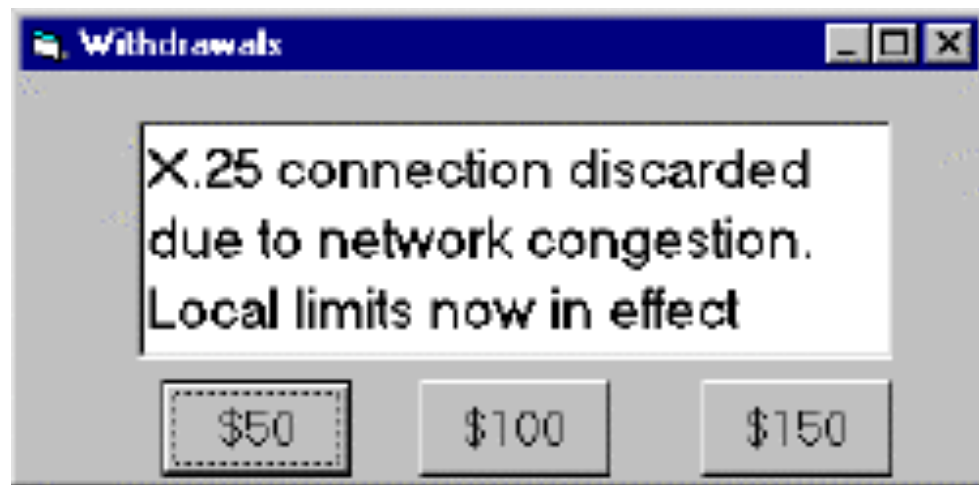 Withdrawals
X.25 connection discarded
due to network congestion.
Local limits now in effect
$50 $100 $150